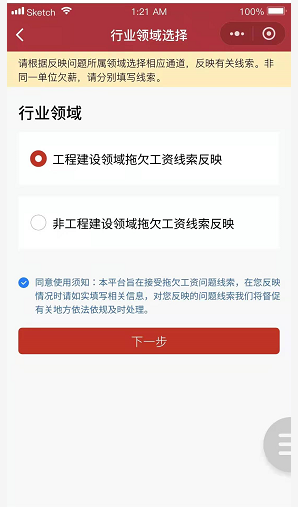 Sketch 1:21 AM 100%
行业领域选择
请根据反映问题所属领域选择相应通道，反映有关线索。非
同一单位欠薪，请分别填写线索。
行业领域
工程建设领域拖欠工资线索反映
非工程建设领域拖欠工资线索反映
同意使用须知：本平台旨在接受拖欠工资问题线索，在您反映
情况时请如实填写相关信息，对您反映的问题线索我们将督促
有关地方依法依规及时处理。
下一步